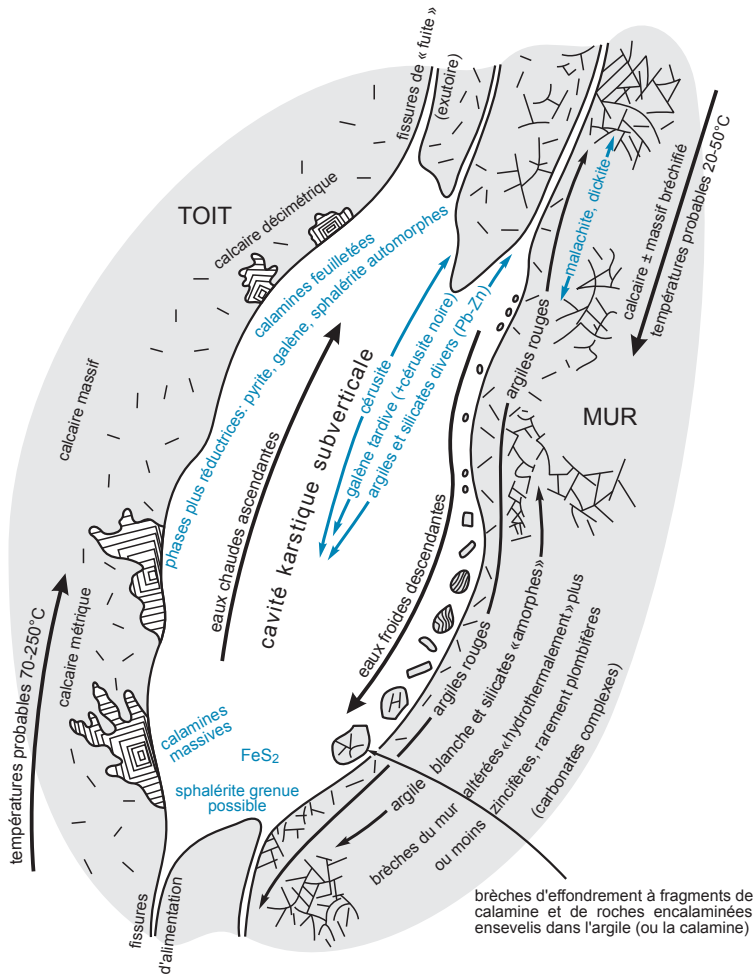 fissures de « fuite »
(exutoire)
TOIT
calcaire décimétrique
calcaire massif
calcaire métrique
températures probables 70-250°C
calamines feuilletées
phases plus réductrices: pyrite, galène, sphalérite automorphes
eaux chaudes ascendantes
cavité karstique subverticale
cérusite
galène tardive (+cérusite noire)
argiles et silicates divers (Pb-Zn)
eaux froides descendantes
malachite, dickite
calcaire ± massif bréchifié
températures probables 20-50°C
argiles rouges
MUR
calamines
massives
FeS2
sphalérite grenue
possible
argiles rouges
argile blanche et silicates «amorphes»
brèches du mur altérées «hydrothermalement» plus
ou moins zincifères, rarement plombifères
(carbonates complexes)
fissures
d'alimentation
brèches d'effondrement à fragments de
calamine et de roches encalaminées
ensevelis dans l'argile (ou la calamine)